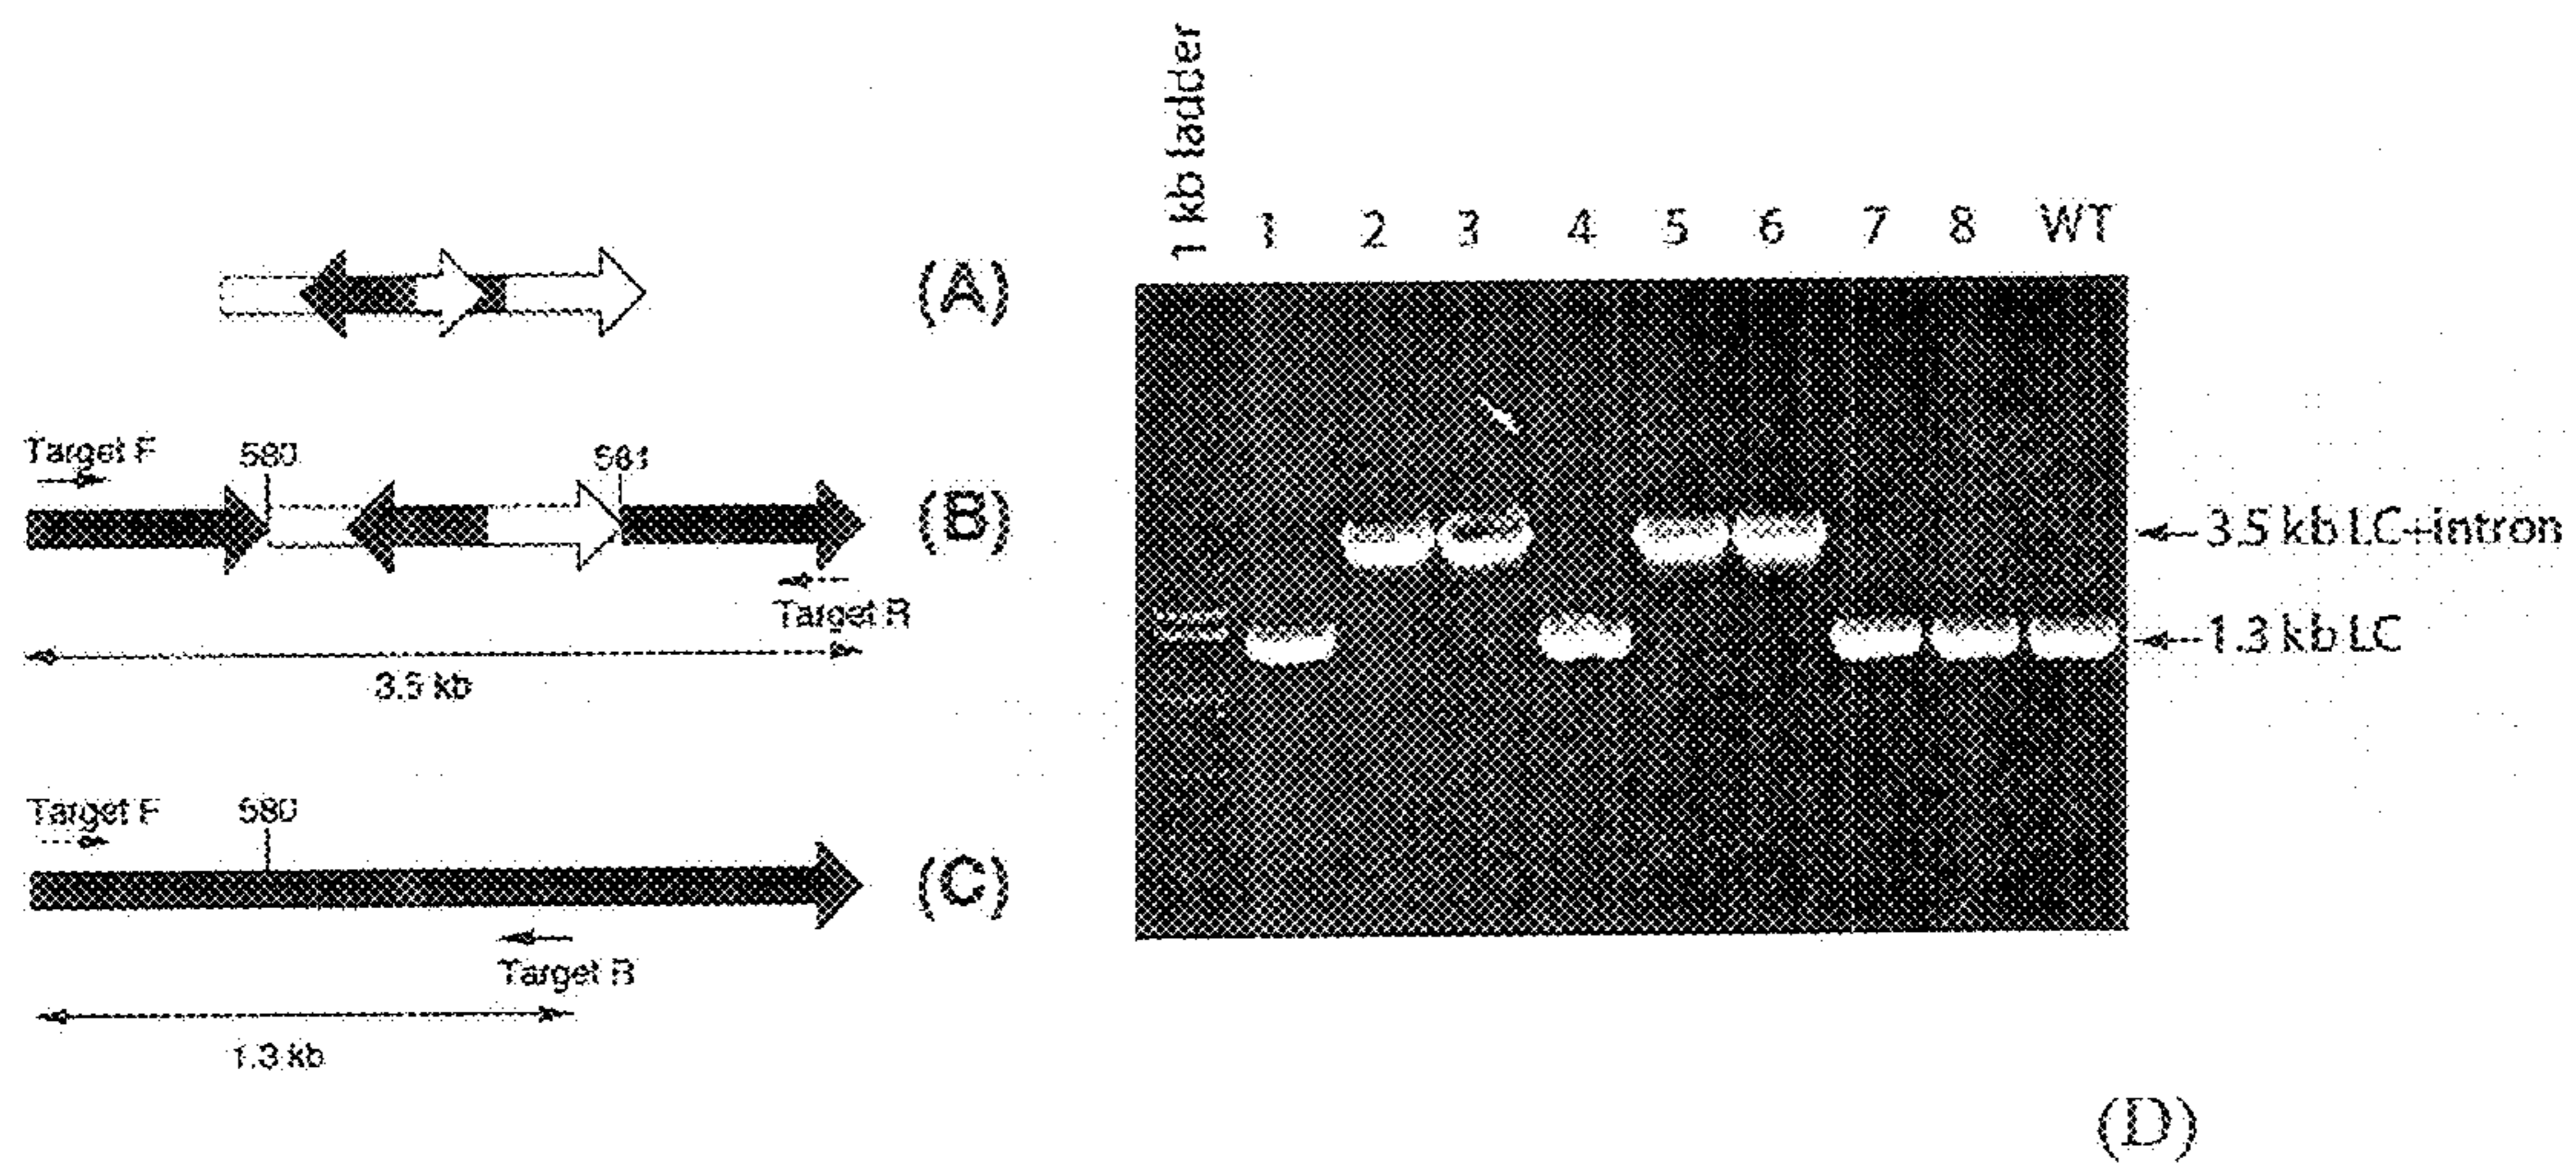 1 kb ladder
1 2 3 4 5 6 7 8 WT
(A)
Target F
580
581
(B)
Target R
3.5 kb
3.5 kb LC+intron
1.3 kb LC
Target F
580
(C)
Target R
1.3 kb
(D)